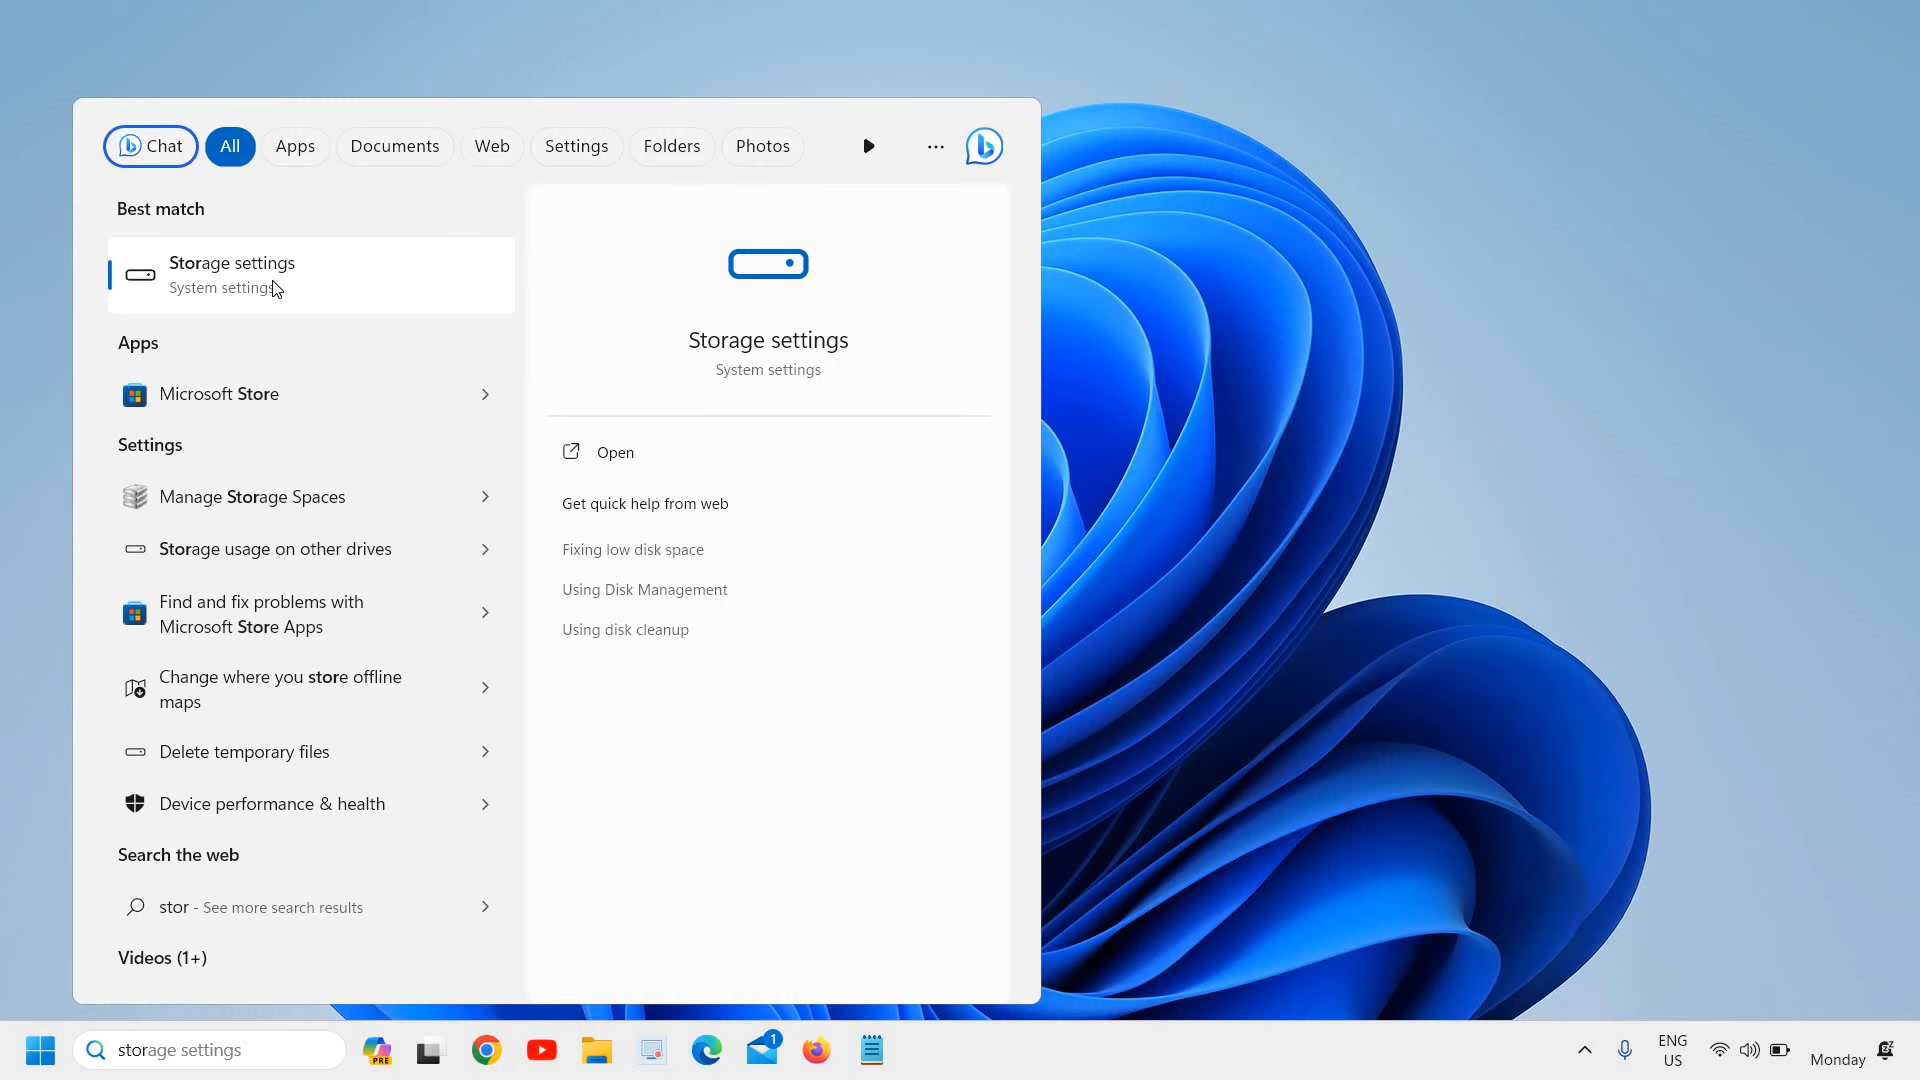 Chat
All
Apps
Documents
Web
Settings
Folders
Photos
Best match
Storage settings
System settings
Apps
Microsoft Store
Settings
Manage Storage Spaces
Storage usage on other drives
Find and fix problems with
Microsoft Store Apps
Change where you store offline
maps
Delete temporary files
Device performance & health
Search the web
stor - See more search results
Videos (1+)
Storage settings
System settings
Open
Get quick help from web
Fixing low disk space
Using Disk Management
Using disk cleanup
storage settings
PRE
1
ENG
US
Monday